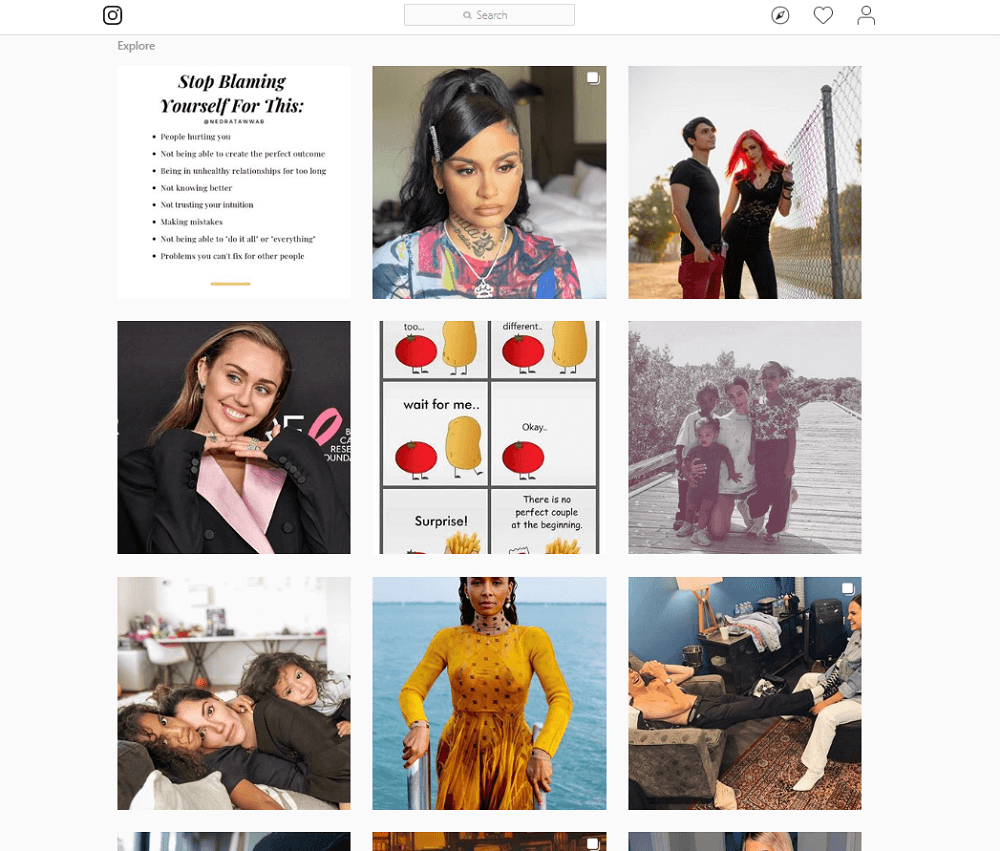 Search
Explore
Stop Blaming
Yourself For This:
@NEDRATAWWAB
• People hurting you
• Not being able to create the perfect outcome
• Being in unhealthy relationships for too long
• Not knowing better
• Not trusting your intuition
• Making mistakes
• Not being able to "do it all" or "everything"
• Problems you can't fix for other people
too...
different..
wait for me..
Okay..
Surprise!
There is no
perfect couple
at the beginning.